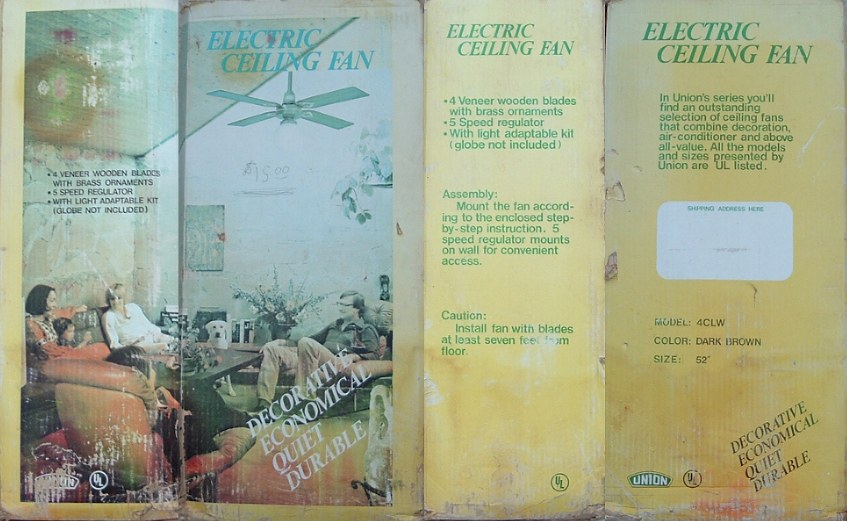 • 4 VENEER WOODEN BLADES
WITH BRASS ORNAMENTS
• 5 SPEED REGULATOR
• WITH LIGHT ADAPTABLE KIT
(GLOBE NOT INCLUDED)
UNION
UL
ELECTRIC
CEILING FAN
$19.00
DECORATIVE
ECONOMICAL
QUIET
DURABLE
ELECTRIC
CEILING FAN
• 4 Veneer wooden blades
with brass ornaments
• 5 Speed regulator
• With light adaptable kit
(globe not included)
Assembly:
Mount the fan accord-
ing to the enclosed step-
by-step instruction. 5
speed regulator mounts
on wall for convenient
access.
Caution:
Install fan with blades
at least seven feet from
floor.
UL
ELECTRIC
CEILING FAN
In Union's series you'll
find an outstanding
selection of ceiling fans
that combine decoration,
air-conditioner and above
all-value. All the models
and sizes presented by
Union are UL listed.
SHIPPING ADDRESS HERE
MODEL: 4CLW
COLOR: DARK BROWN
SIZE: 52"
DECORATIVE
ECONOMICAL
QUIET
DURABLE
UNION
UL